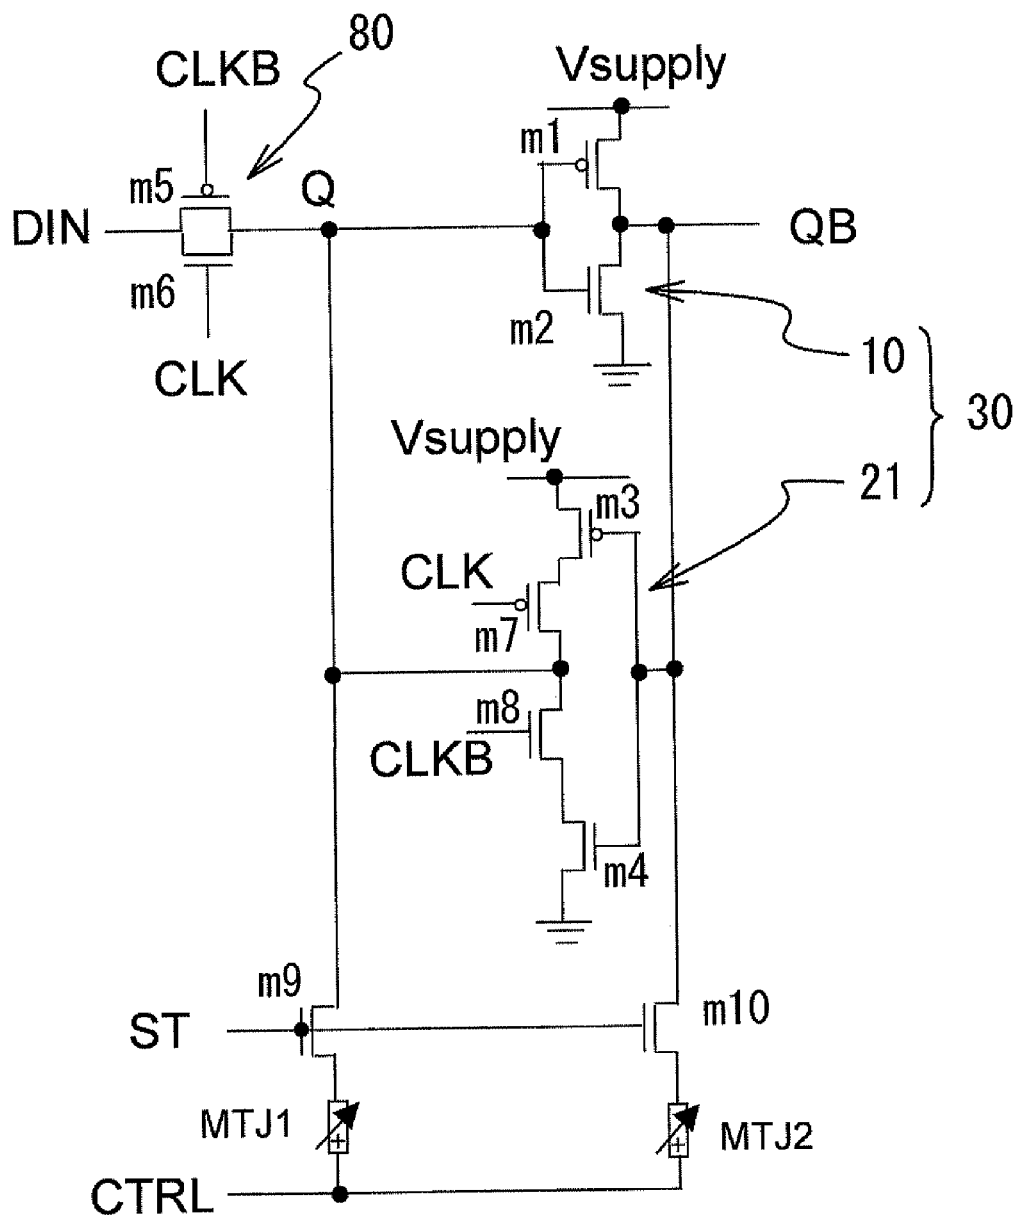 80
CLKB
Vsupply
m1
m5
Q
DIN
QB
m6
m2
10
CLK
30
Vsupply
21
m3
CLK
m7
m8
CLKB
m4
m9
m10
ST
MTJ1
+
MTJ2
+
CTRL